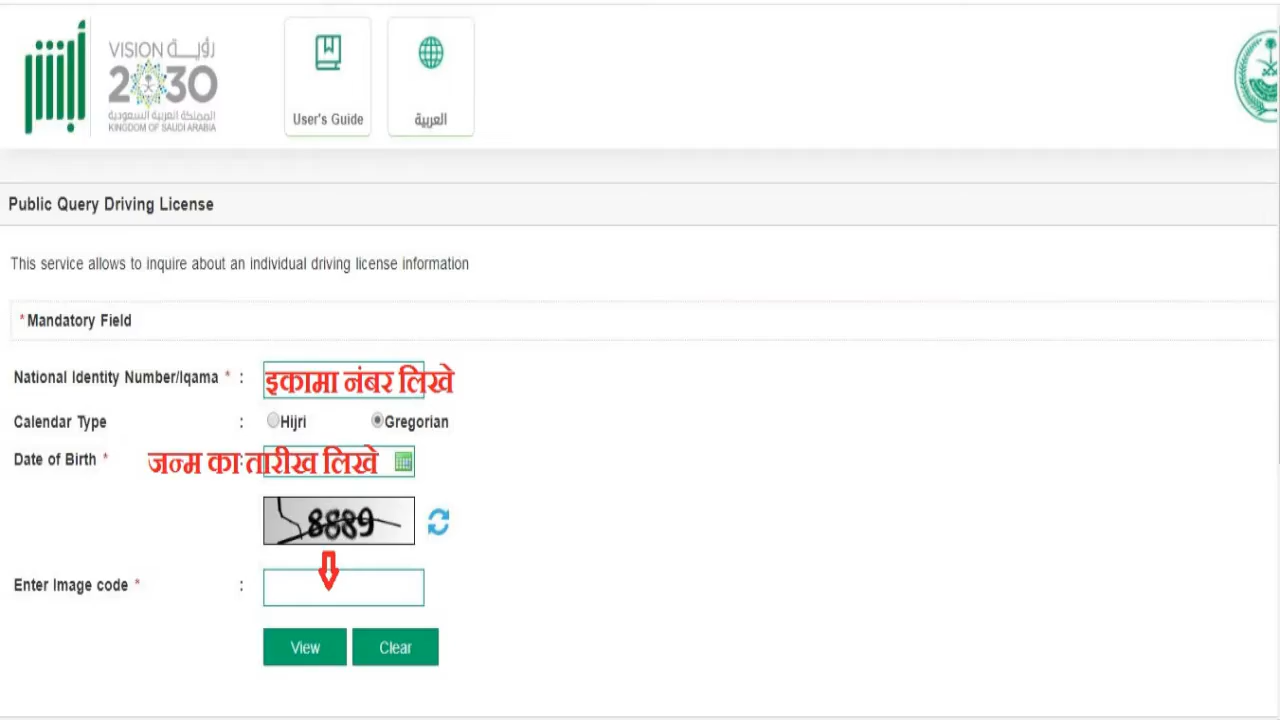 أبشر
VISION رؤيــة
2030
المملكة العربية السعودية
KINGDOM OF SAUDI ARABIA
User's Guide
العربية
Public Query Driving License
This service allows to inquire about an individual driving license information
* Mandatory Field
National Identity Number/Iqama * : इकामा नंबर लिखे
Calendar Type : Hijri Gregorian
Date of Birth * : जन्म का तारीख लिखे
8889
Enter Image code * :
View Clear